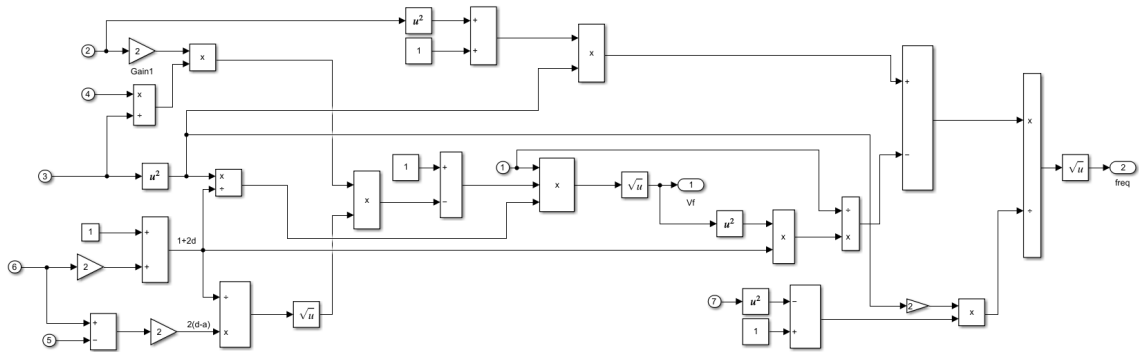 u²
+
+
1
2
2
Gain1
x
x
+
−
x
÷
4
x
÷
3
u²
x
÷
1
+
−
1
x
x
√u
1
Vf
÷
x
x
÷
√u
2
freq
1
+
+
1+2d
6
2
u²
x
÷
x
√u
+
−
5
2
2(d-a)
7
u²
−
+
1
2
x